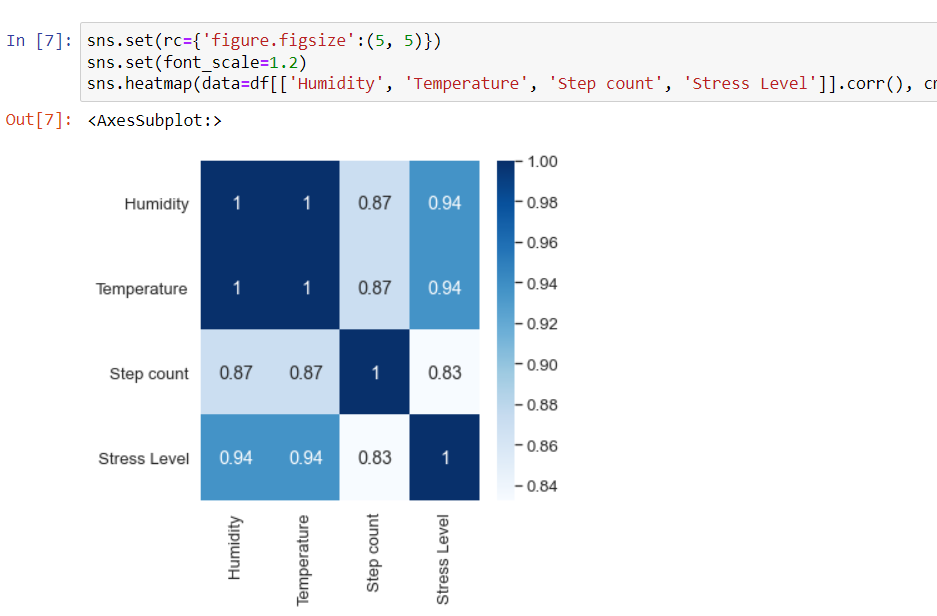 In [7]: sns.set(rc={'figure.figsize':(5, 5)})
sns.set(font_scale=1.2)
sns.heatmap(data=df[['Humidity', 'Temperature', 'Step count', 'Stress Level']].corr(), cm
Out[7]: <AxesSubplot:>
1.00
Humidity 1 1 0.87 0.94
0.98
0.96
Temperature 1 1 0.87 0.94
0.94
0.92
Step count 0.87 0.87 1 0.83
0.90
0.88
Stress Level 0.94 0.94 0.83 1
0.86
0.84
Humidity
Temperature
Step count
Stress Level